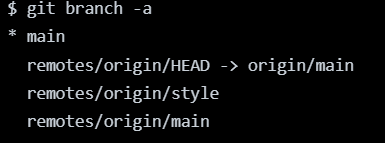 $ git branch -a
* main
  remotes/origin/HEAD -> origin/main
  remotes/origin/style
  remotes/origin/main